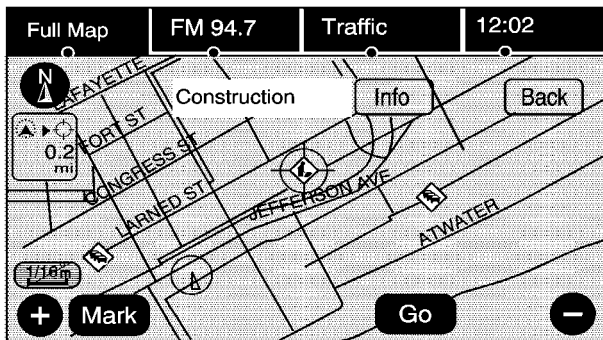 Full Map
FM 94.7
Traffic
12:02
N
LAFAYETTE
Construction
Info
Back
FORT ST
0.2
mi
CONGRESS ST
LARNED ST
JEFFERSON AVE
ATWATER
1/16m
+
Mark
Go
−